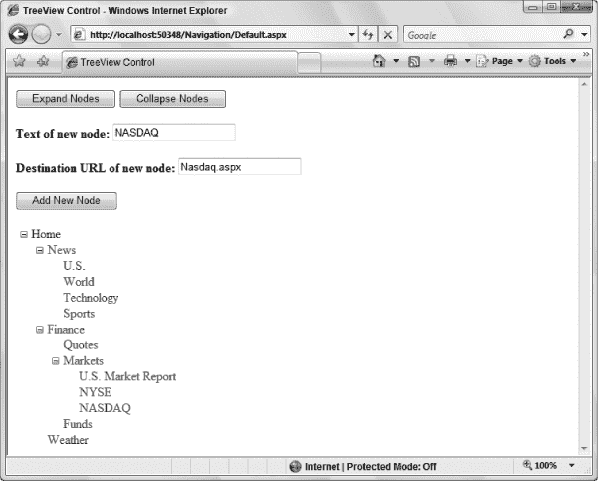 TreeView Control - Windows Internet Explorer
http://localhost:50348/Navigation/Default.aspx
Google
TreeView Control
Page
Tools
Expand Nodes Collapse Nodes
Text of new node: NASDAQ
Destination URL of new node: Nasdaq.aspx
Add New Node
Home
News
U.S.
World
Technology
Sports
Finance
Quotes
Markets
U.S. Market Report
NYSE
NASDAQ
Funds
Weather
Internet | Protected Mode: Off
100%